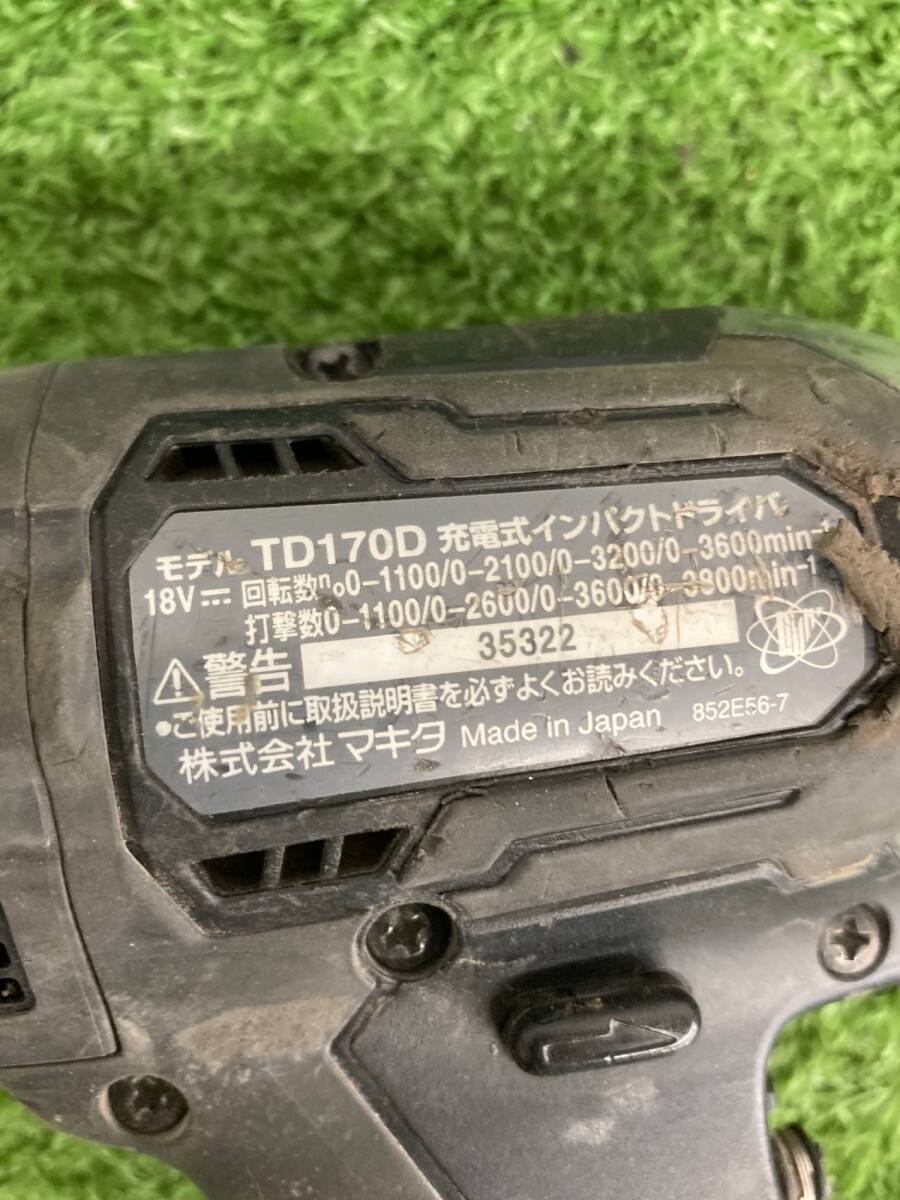 モデル TD170D 充電式インパクトドライバ
18V⎓ 回転数n₀0-1100/0-2100/0-3200/0-3600min⁻¹
打撃数0-1100/0-2600/0-3600/0-3800min⁻¹
35322
⚠警告
●ご使用前に取扱説明書を必ずよくお読みください。
株式会社マキタ Made in Japan 852E56-7